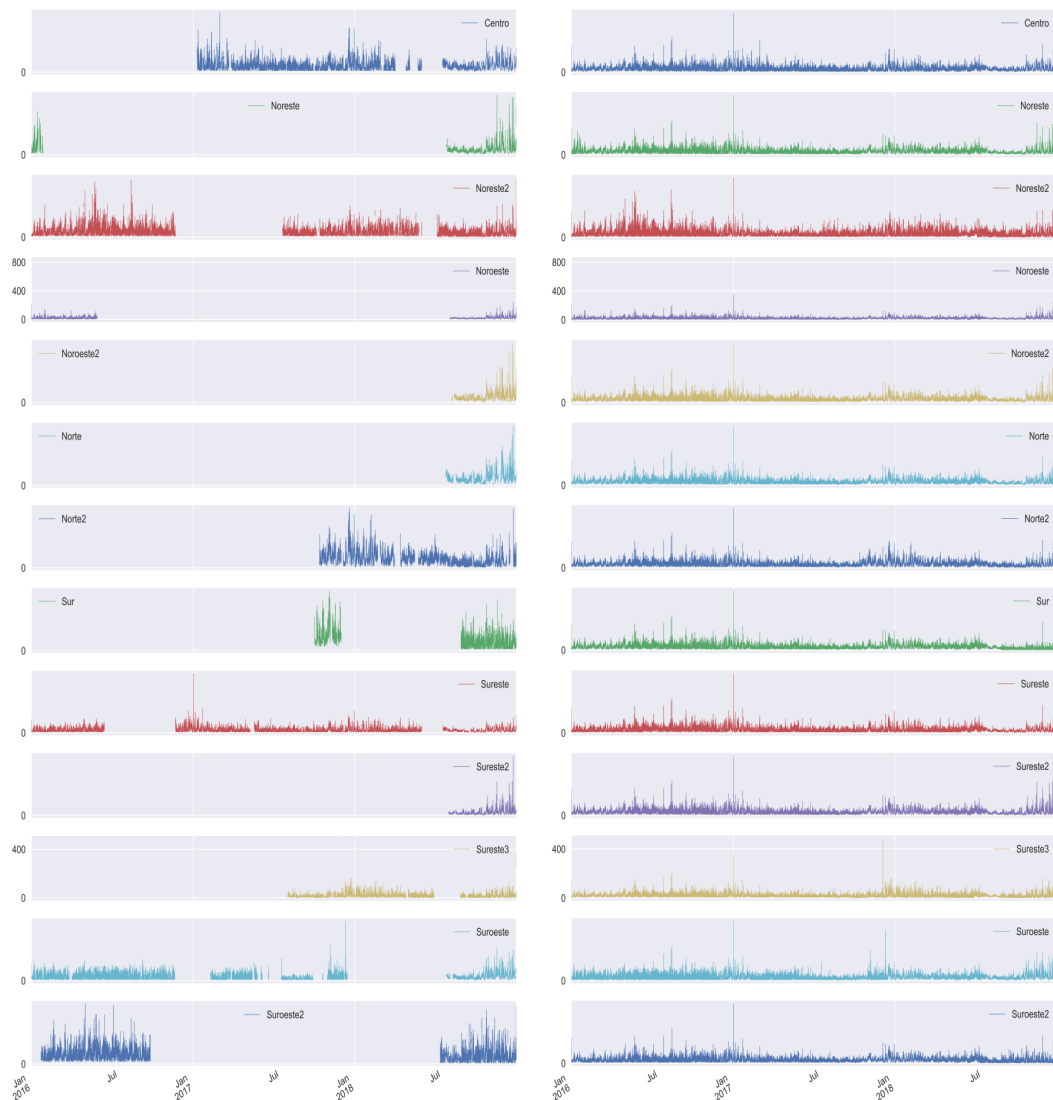 Centro
0
Centro
0
Noreste
0
Noreste
0
Noreste2
0
Noreste2
0
800
400
0
Noroeste
800
400
0
Noroeste
Noroeste2
0
Noroeste2
0
Norte
0
Norte
0
Norte2
0
Norte2
0
Sur
0
Sur
0
Sureste
0
Sureste
0
Sureste2
0
Sureste2
0
400
0
Sureste3
400
0
Sureste3
Suroeste
0
Suroeste
0
Suroeste2
0
Suroeste2
0
Jan
2016
Jul
Jan
2017
Jul
Jan
2018
Jul
Jan
2016
Jul
Jan
2017
Jul
Jan
2018
Jul